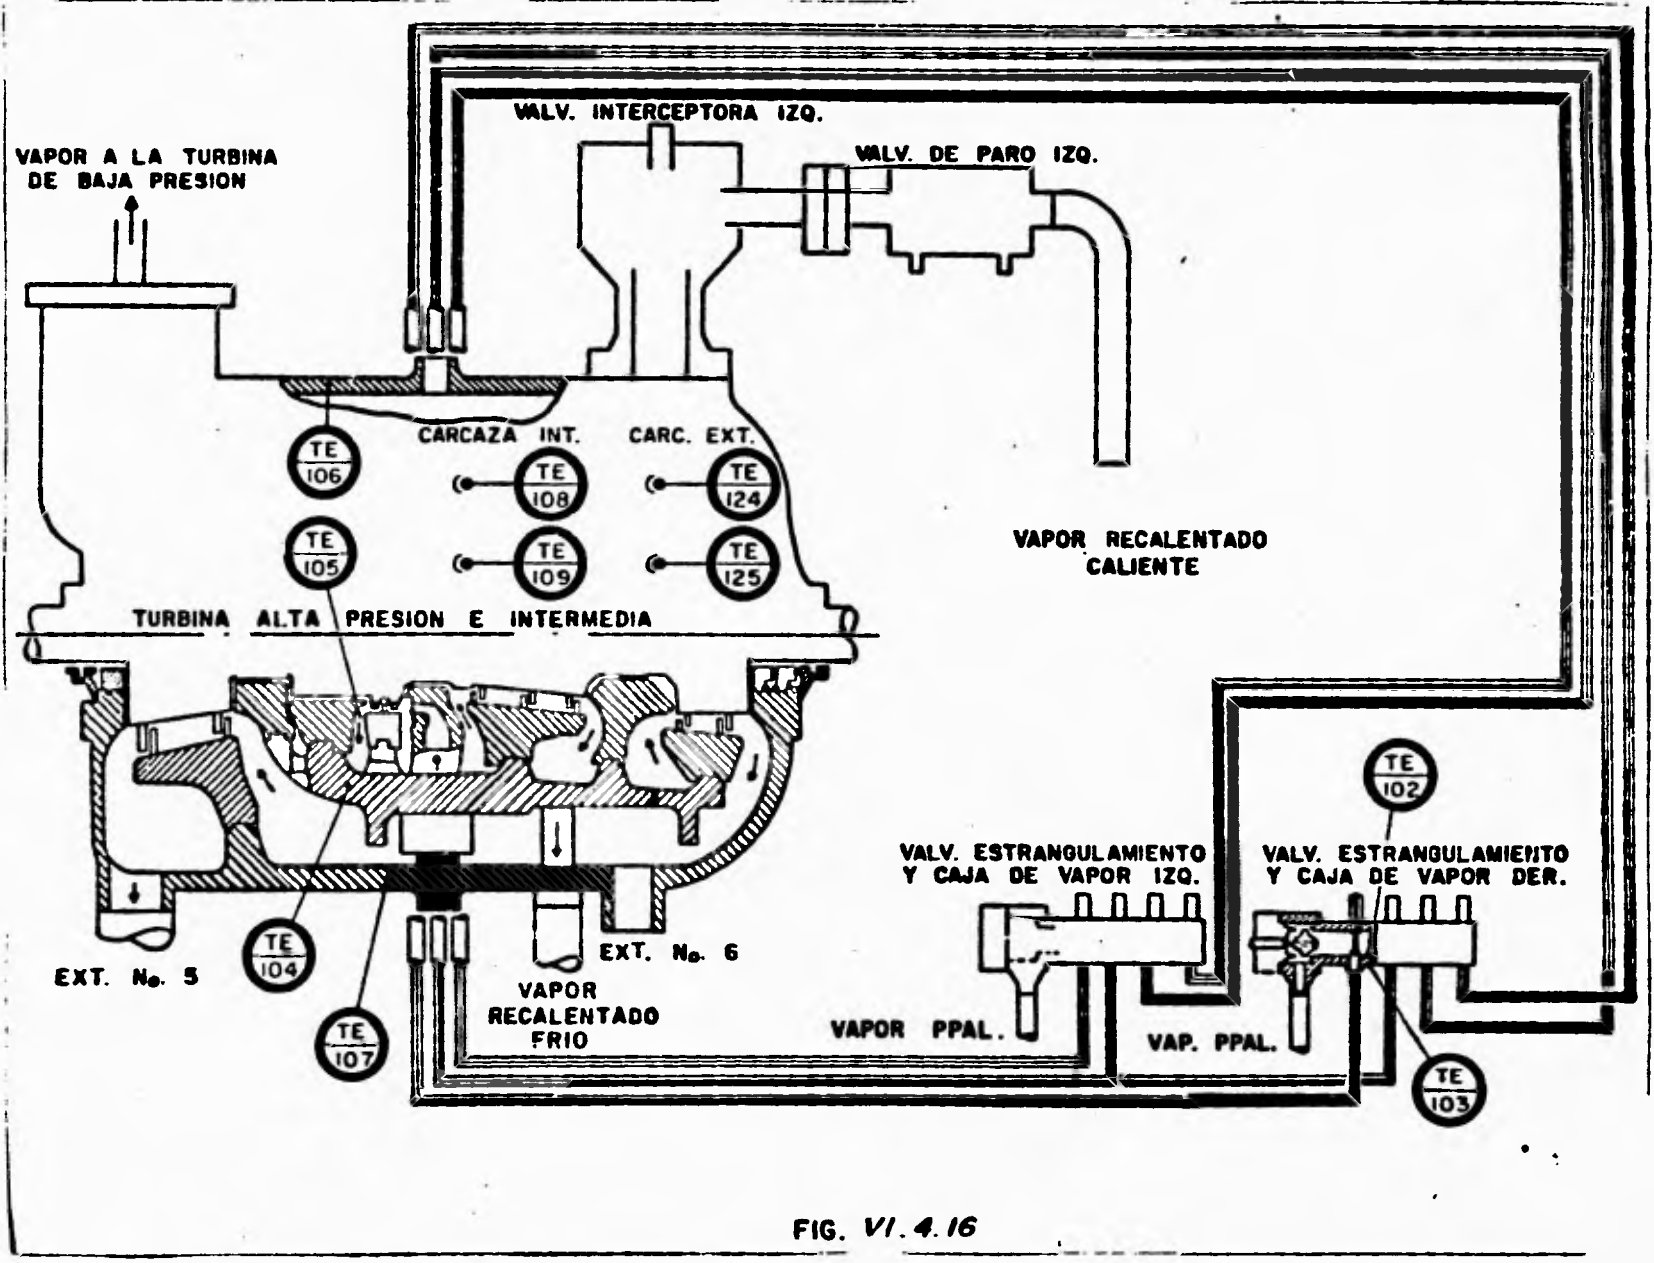 VALV. INTERCEPTORA IZQ.
VAPOR A LA TURBINA
DE BAJA PRESION
VALV. DE PARO IZQ.
CARCAZA INT.
CARC. EXT.
TE
106
TE
108
TE
124
TE
105
TE
109
TE
125
VAPOR RECALENTADO
CALIENTE
TURBINA ALTA PRESION E INTERMEDIA
TE
102
VALV. ESTRANGULAMIENTO
Y CAJA DE VAPOR IZQ.
VALV. ESTRANGULAMIENTO
Y CAJA DE VAPOR DER.
TE
104
EXT. No. 5
EXT. No. 6
VAPOR
RECALENTADO
FRIO
TE
107
VAPOR PPAL.
VAP. PPAL.
TE
103
FIG. VI.4.16